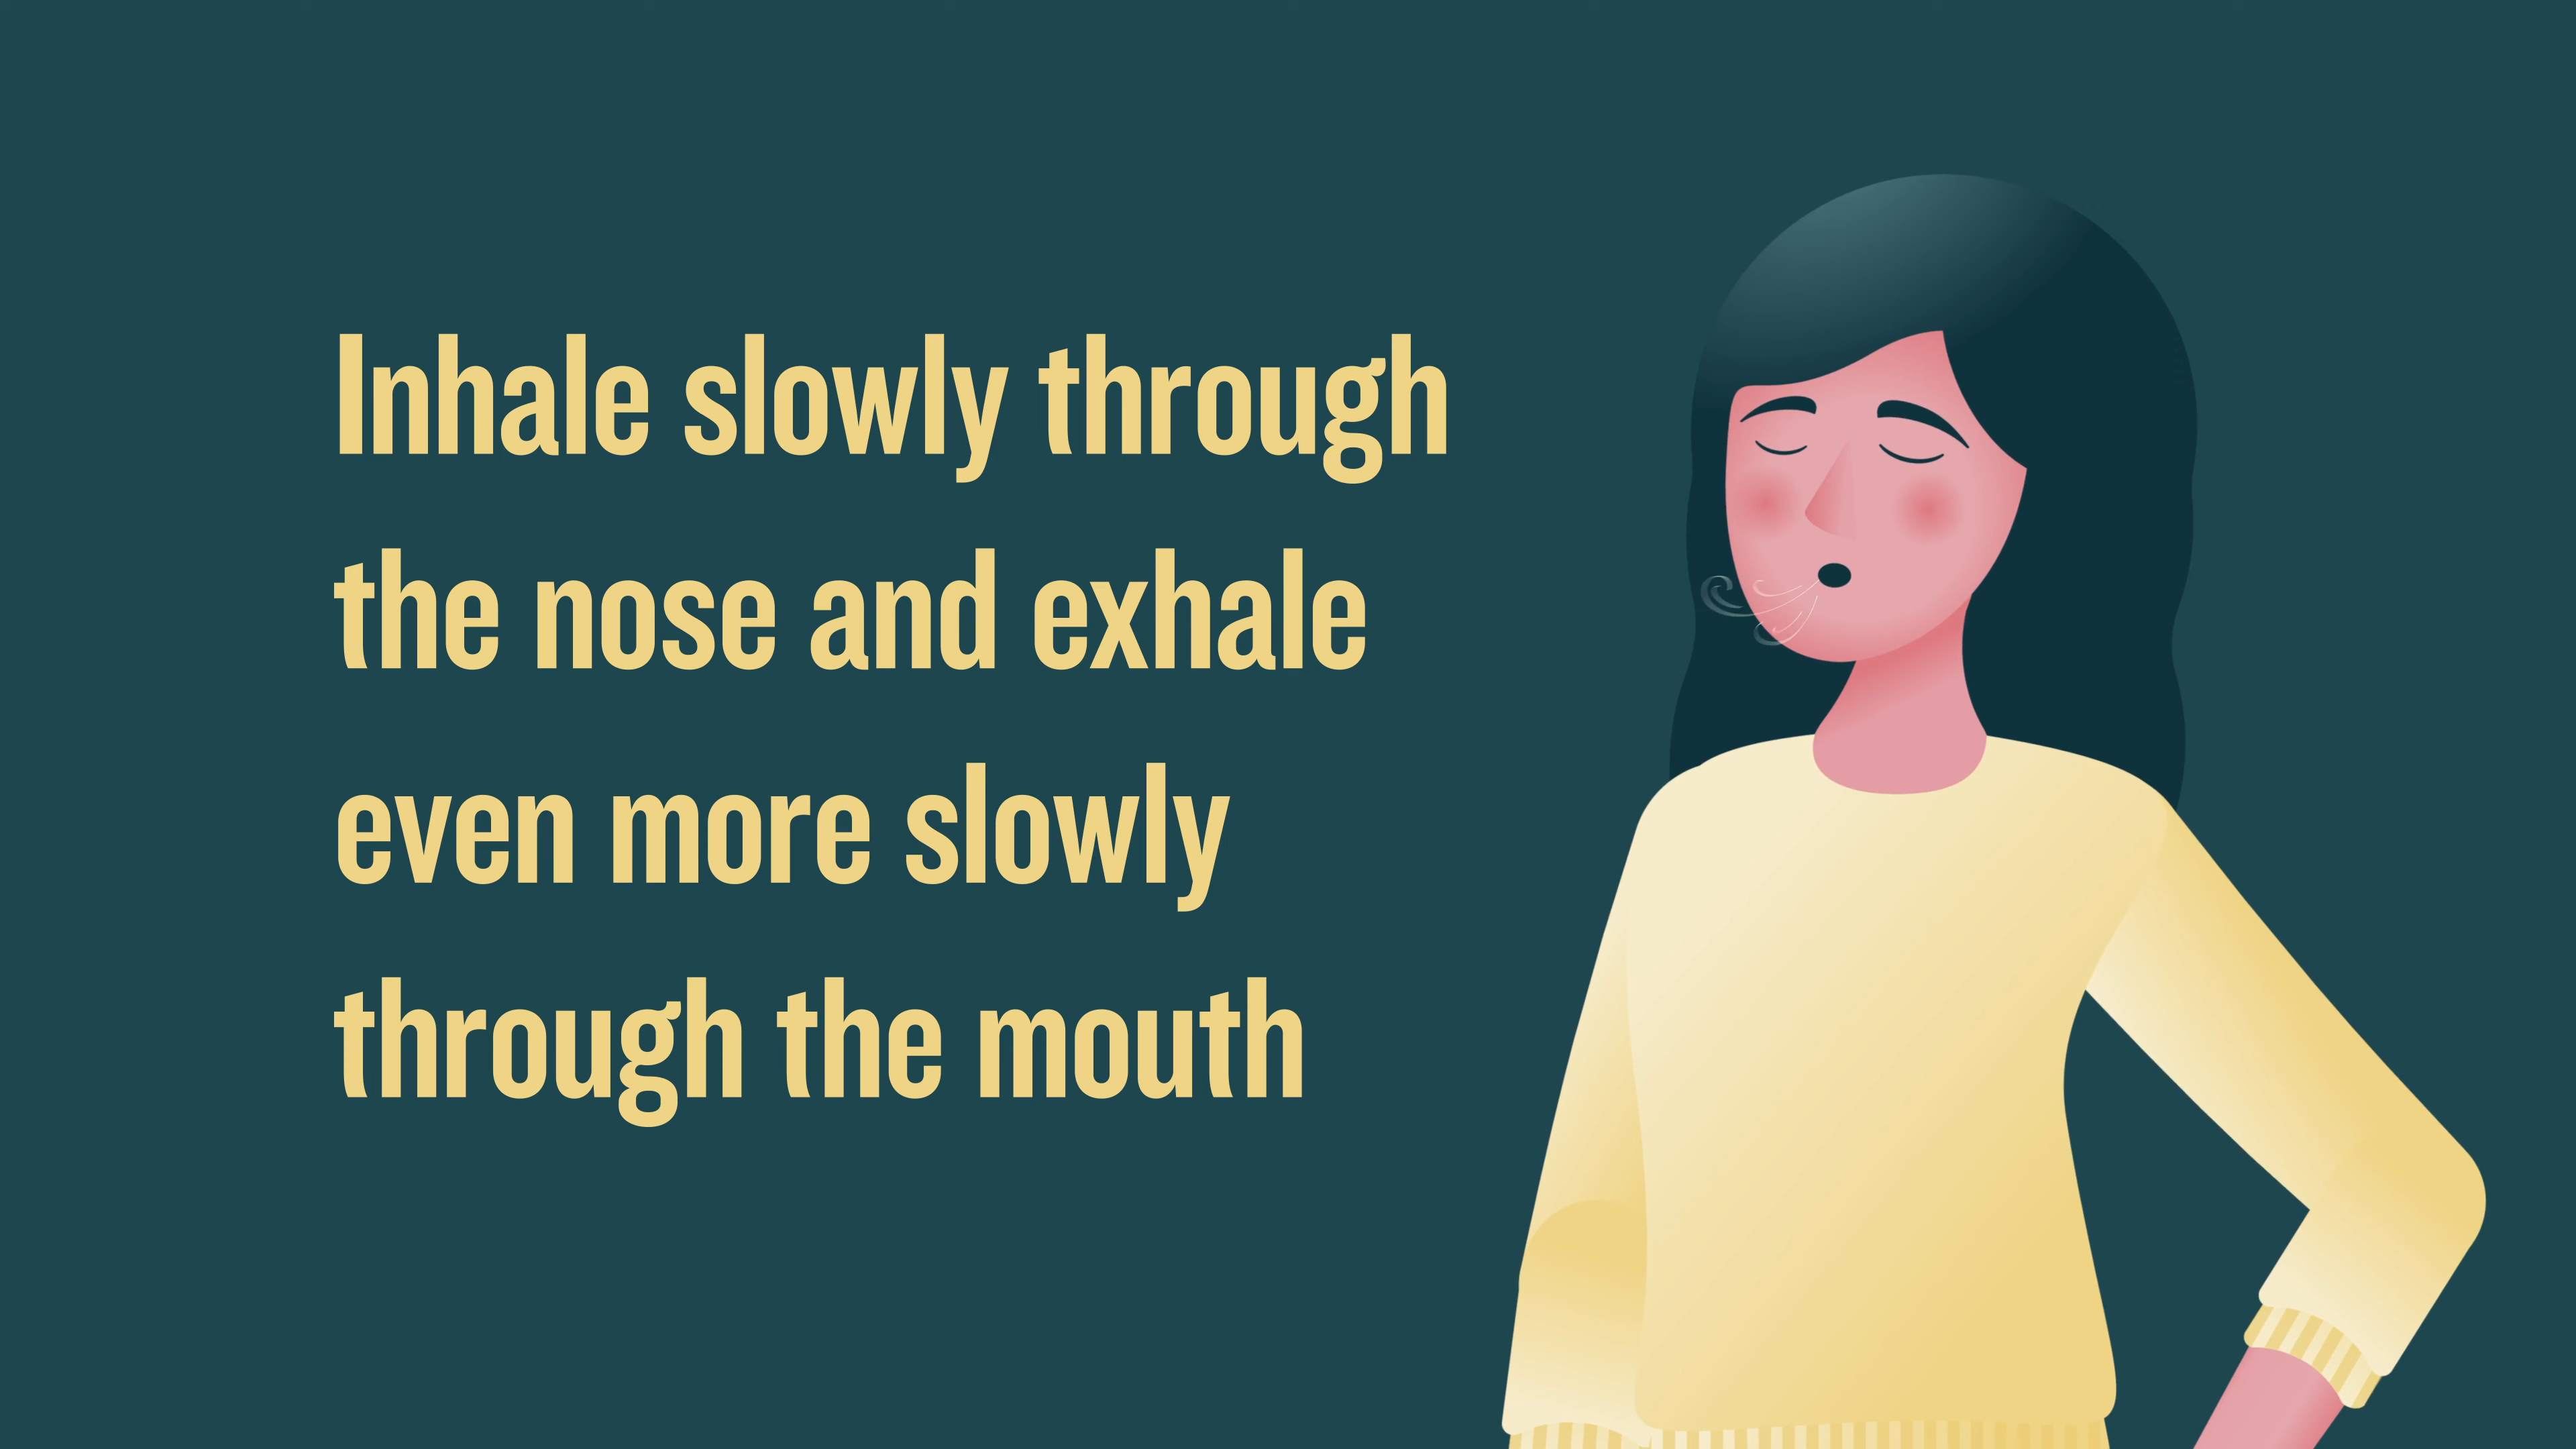 Inhale slowly through
the nose and exhale
even more slowly
through the mouth